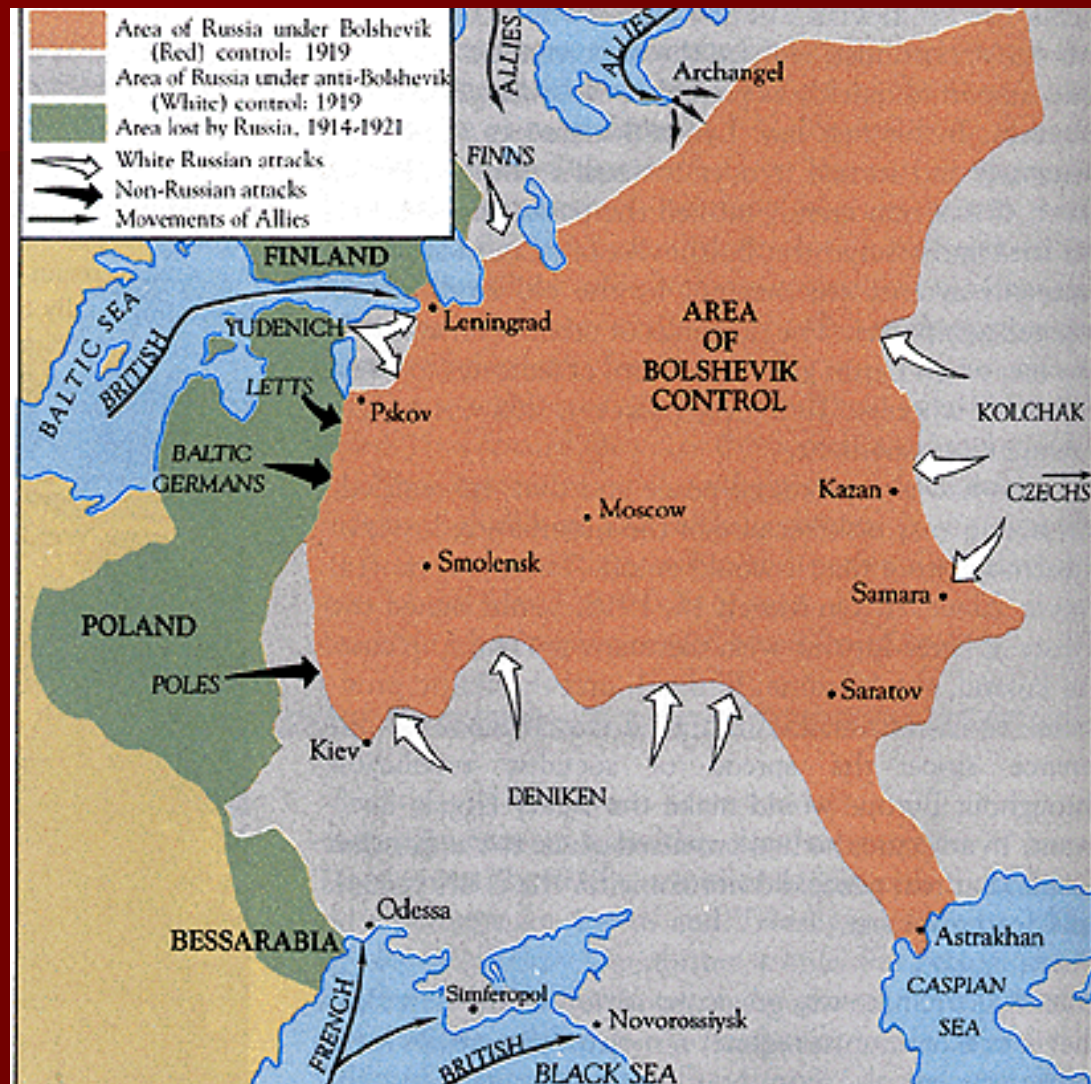 Area of Russia under Bolshevik
(Red) control: 1919
Area of Russia under anti-Bolshevik
(White) control: 1919
Area lost by Russia, 1914-1921
White Russian attacks
Non-Russian attacks
Movements of Allies
ALLIES
ALLIES
Archangel
FINNS
FINLAND
BALTIC SEA
BRITISH
YUDENICH
Leningrad
LETTS
Pskov
AREA
OF
BOLSHEVIK
CONTROL
KOLCHAK
BALTIC
GERMANS
Kazan
CZECHS
Moscow
Smolensk
Samara
POLAND
POLES
Saratov
Kiev
DENIKEN
Odessa
BESSARABIA
Astrakhan
FRENCH
Simferopol
Novorossiysk
CASPIAN
SEA
BRITISH
BLACK SEA